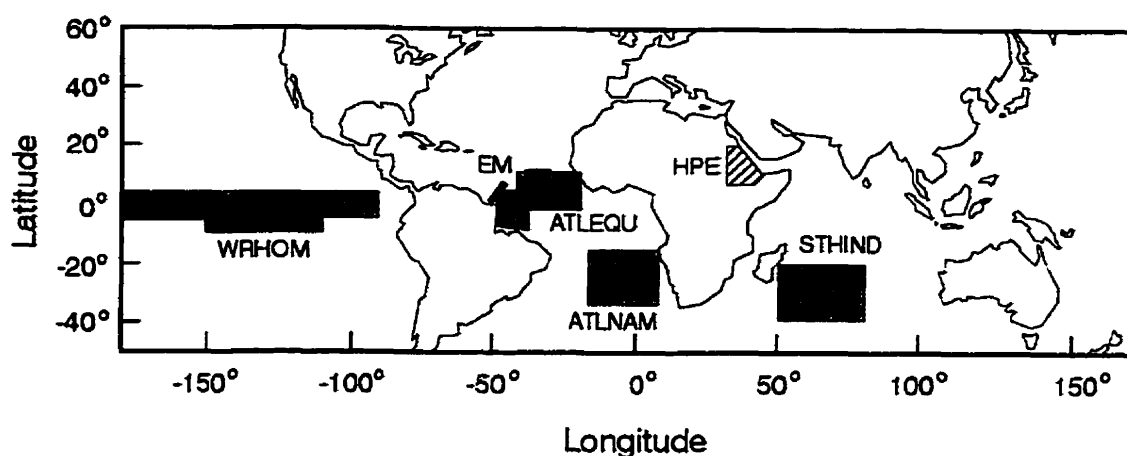 60°
40°
20°
0°
-20°
-40°
Latitude
EM
HPE
ATLEQU
WRHOM
STHIND
ATLNAM
-150° -100° -50° 0° 50° 100° 150°
Longitude